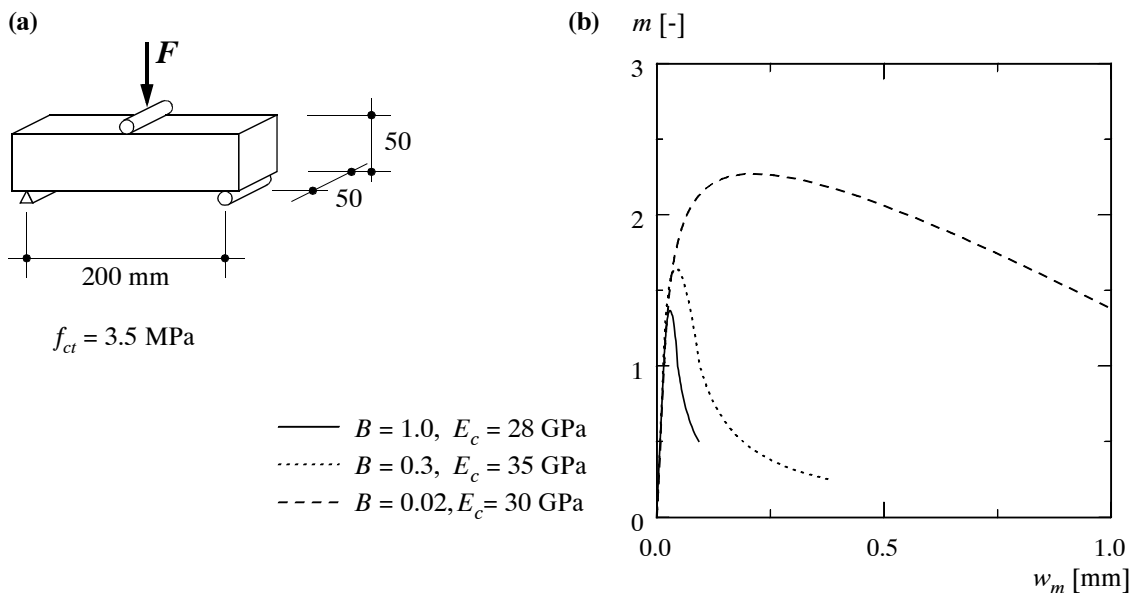 (a)
F
50
50
200 mm
f_ct = 3.5 MPa
B = 1.0, E_c = 28 GPa
B = 0.3, E_c = 35 GPa
B = 0.02, E_c= 30 GPa
(b) m [-]
3
2
1
0
0.0 0.5 1.0
w_m [mm]